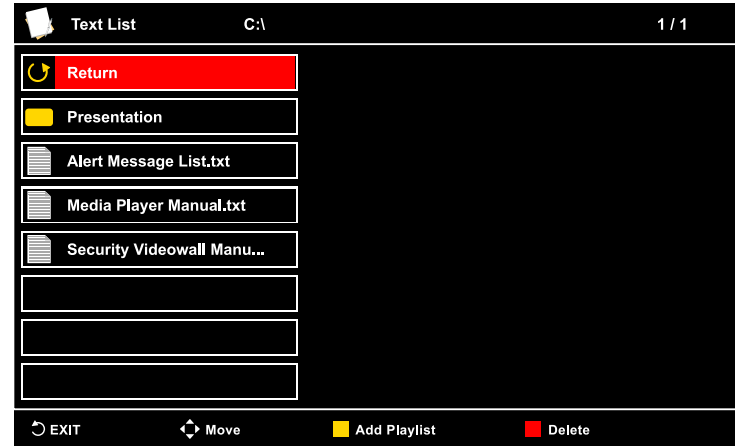 Text List C:\ 1 / 1
Return
Presentation
Alert Message List.txt
Media Player Manual.txt
Security Videowall Manu...
EXIT Move Add Playlist Delete